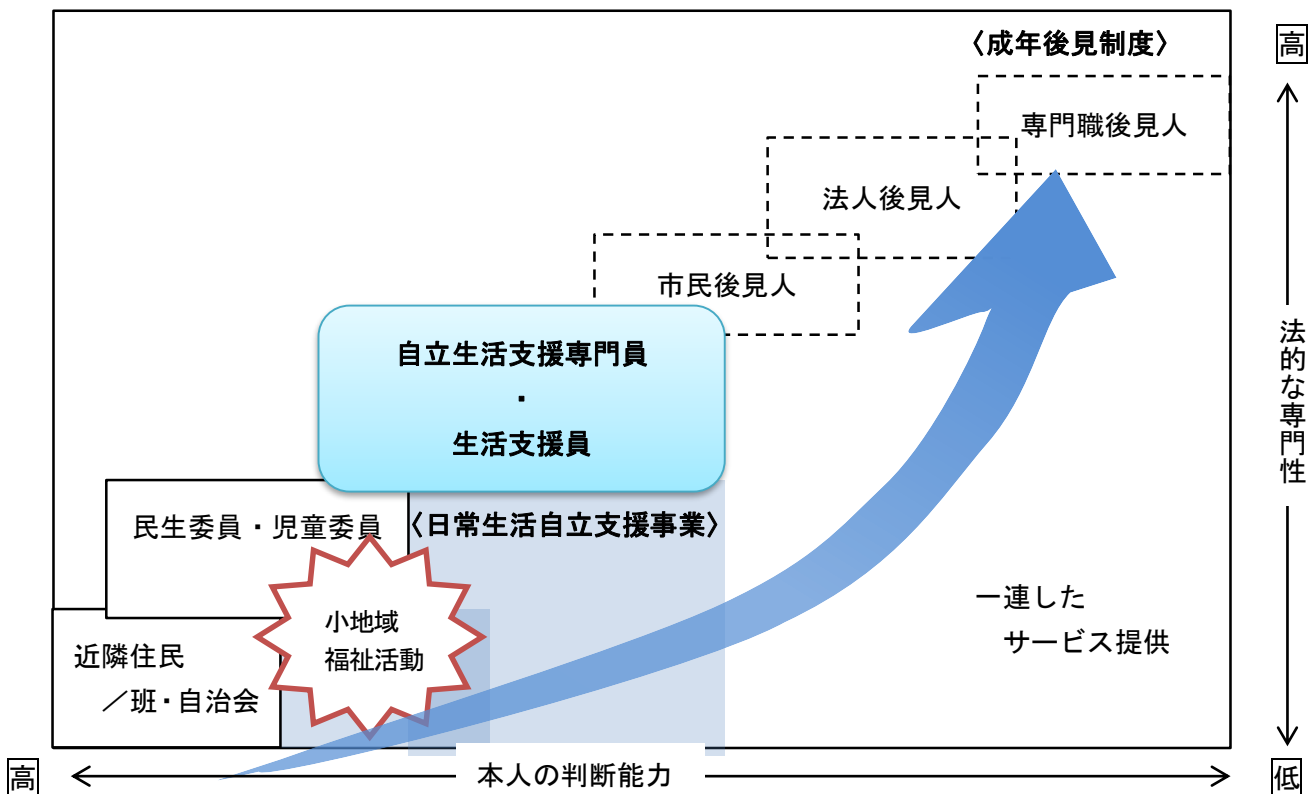 〈成年後見制度〉
高
専門職後見人
法人後見人
市民後見人
自立生活支援専門員
・
生活支援員
法的な専門性
民生委員・児童委員
〈日常生活自立支援事業〉
小地域
福祉活動
一連した
サービス提供
近隣住民
／班・自治会
高
本人の判断能力
低